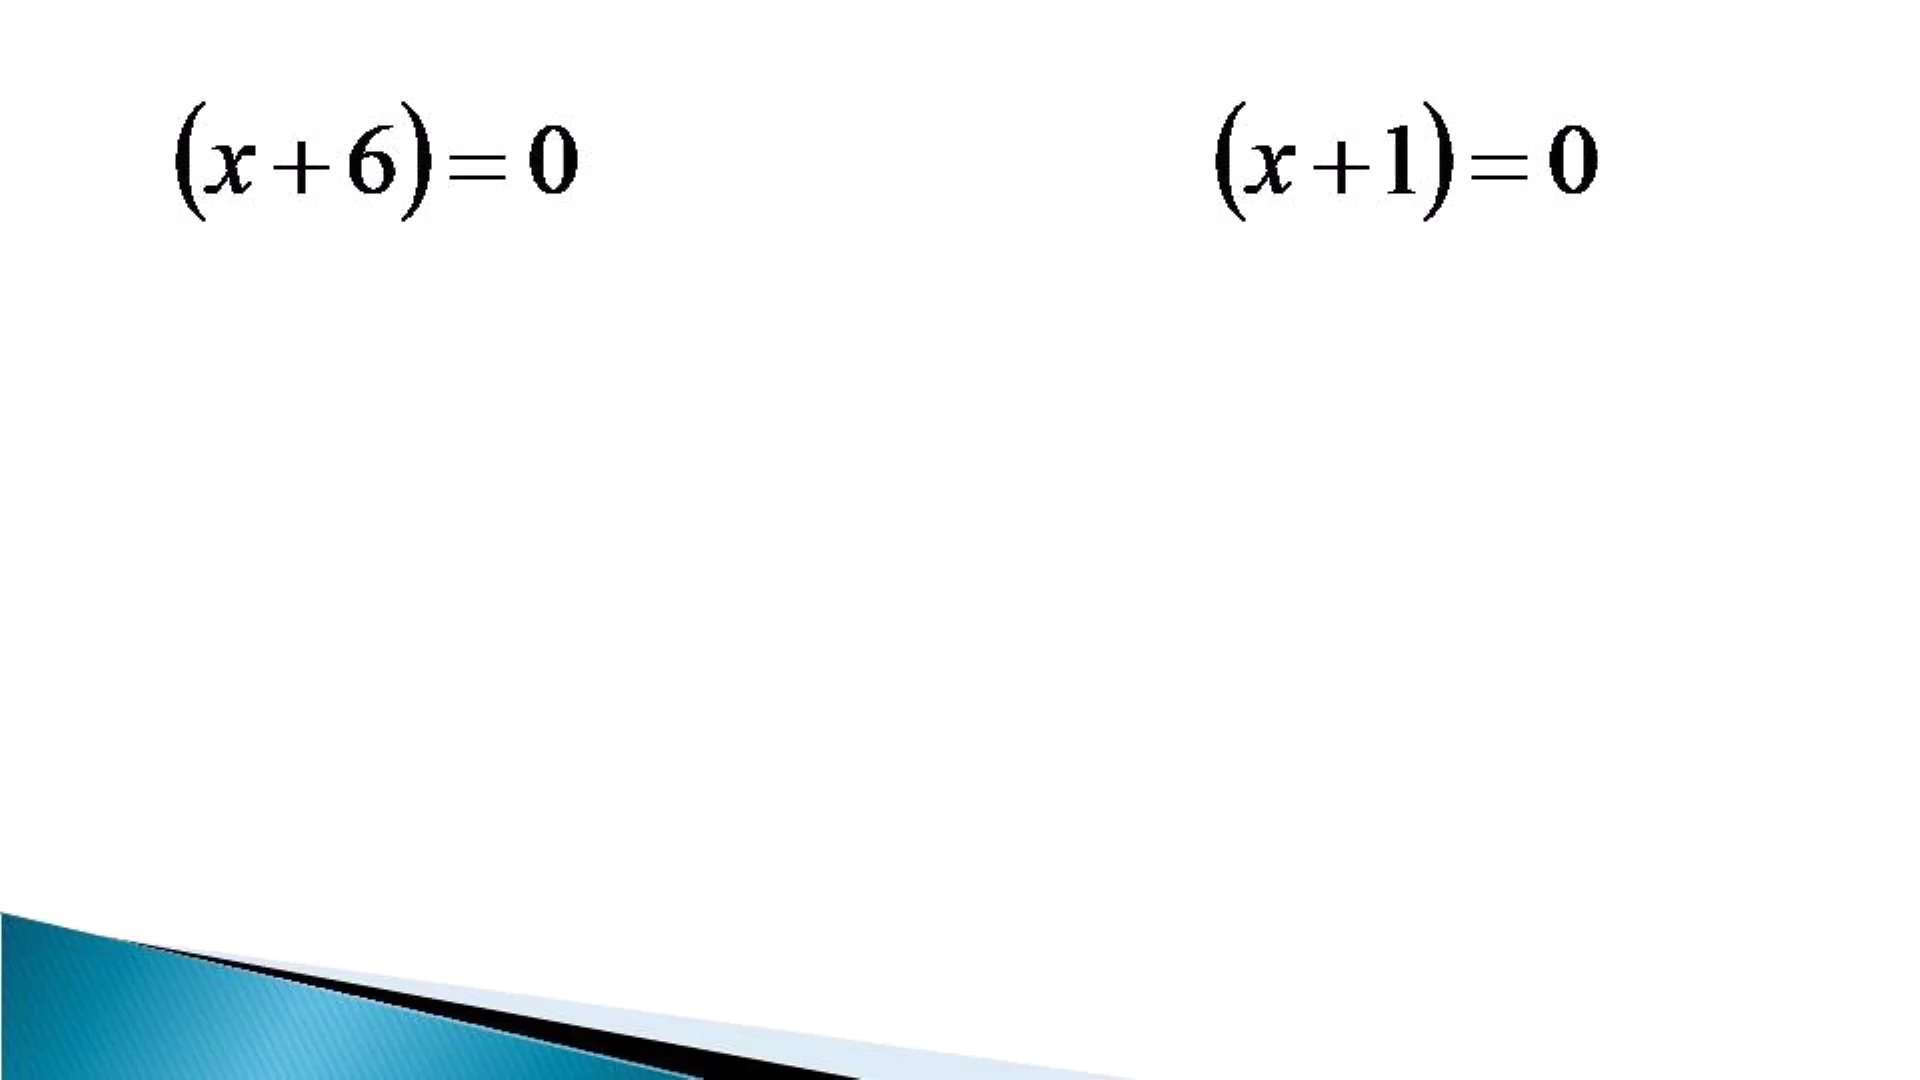 (x + 6) = 0
(x + 1) = 0